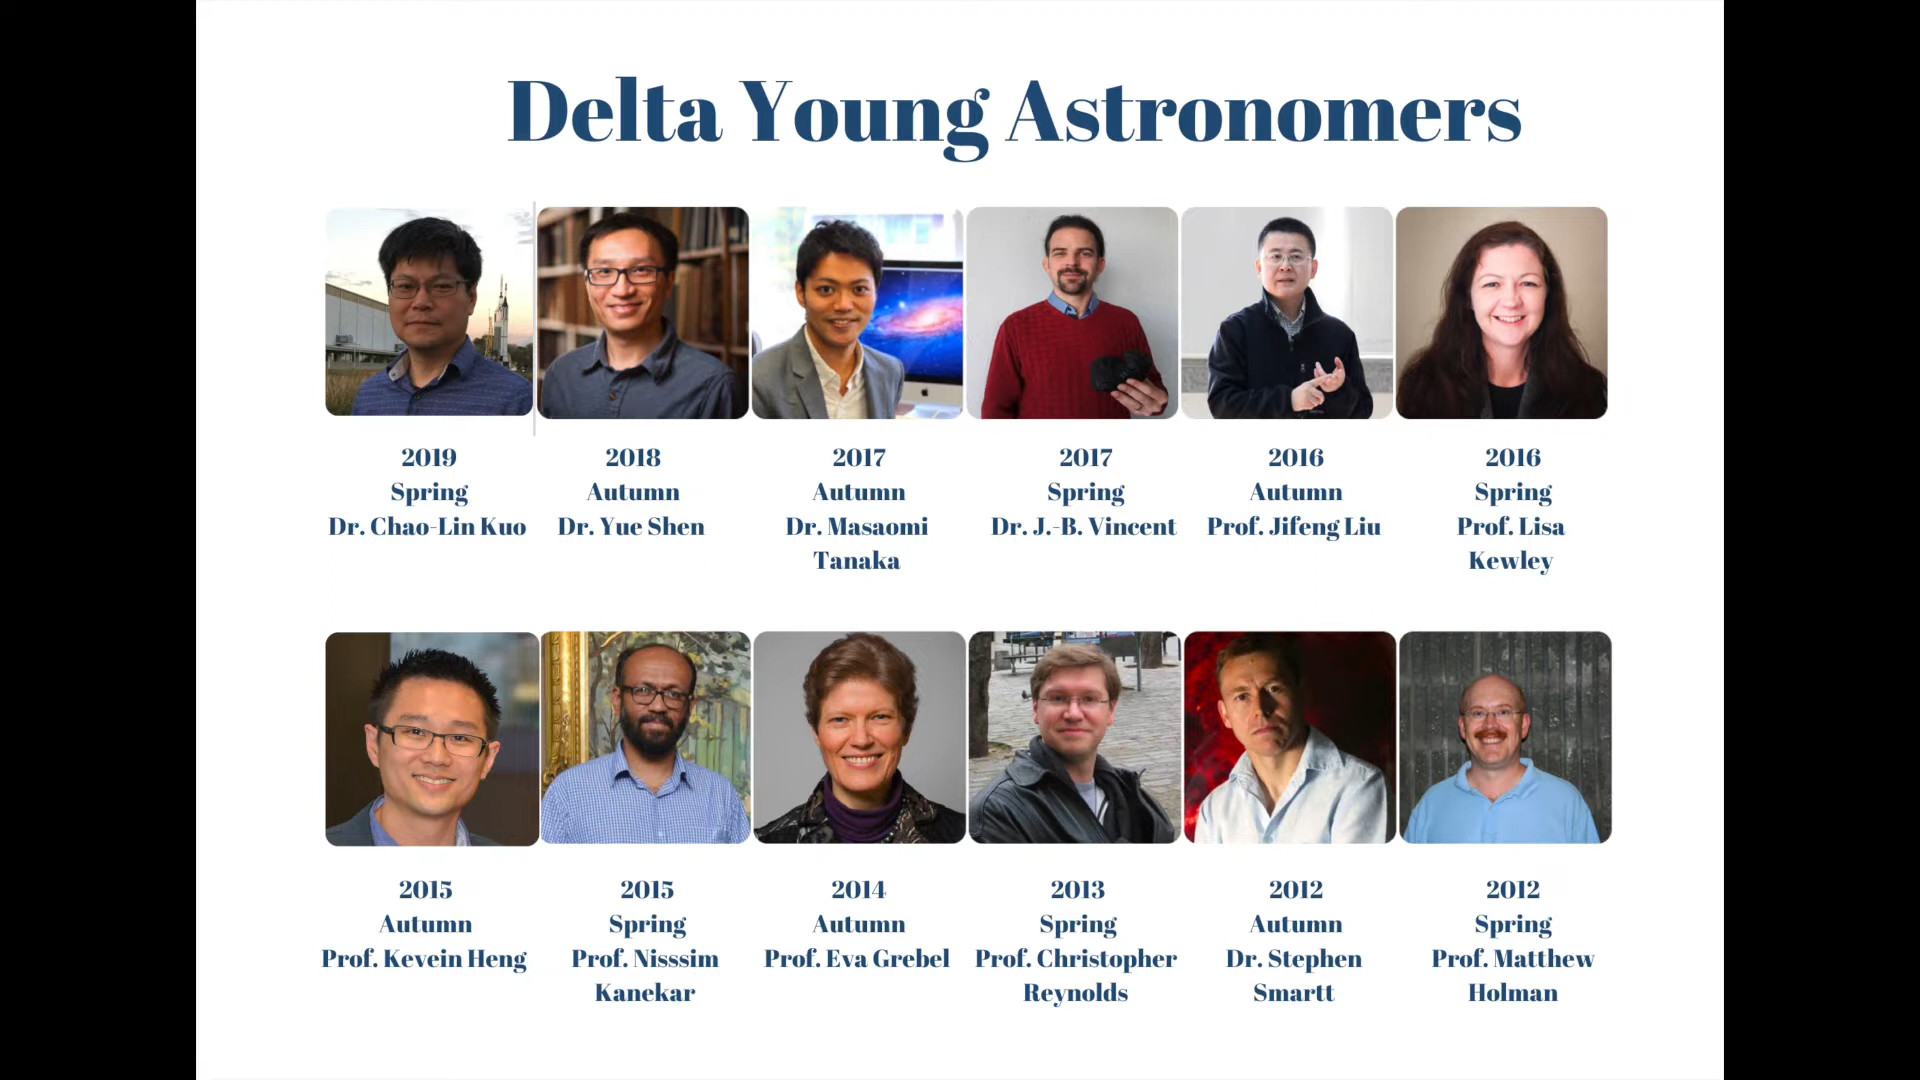 Delta Young Astronomers
2019
Spring
Dr. Chao-Lin Kuo
2018
Autumn
Dr. Yue Shen
2017
Autumn
Dr. Masaomi
Tanaka
2017
Spring
Dr. J.-B. Vincent
2016
Autumn
Prof. Jifeng Liu
2016
Spring
Prof. Lisa
Kewley
2015
Autumn
Prof. Kevein Heng
2015
Spring
Prof. Nisssim
Kanekar
2014
Autumn
Prof. Eva Grebel
2013
Spring
Prof. Christopher
Reynolds
2012
Autumn
Dr. Stephen
Smartt
2012
Spring
Prof. Matthew
Holman